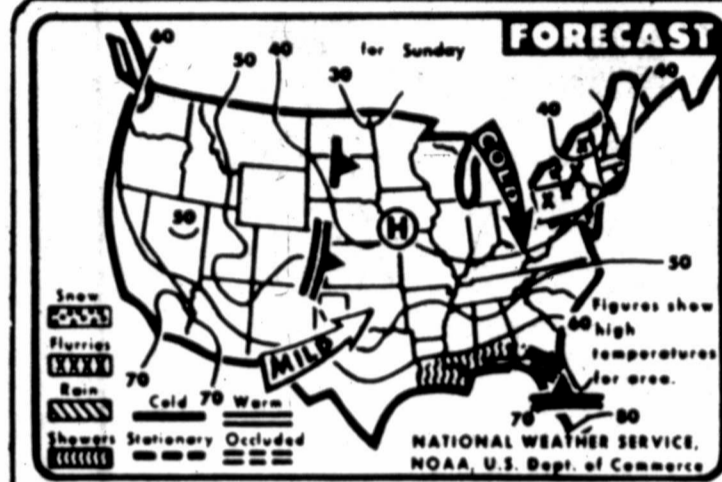 FORECAST
for Sunday
60
50
40
30
40
40
COLD
50
H
50
Snow
Flurries
Rain
Showers
60
Figures show
high
temperatures
for area.
MILD
70
70
Cold Warm
Stationary Occluded
70
80
NATIONAL WEATHER SERVICE,
NOAA, U.S. Dept. of Commerce